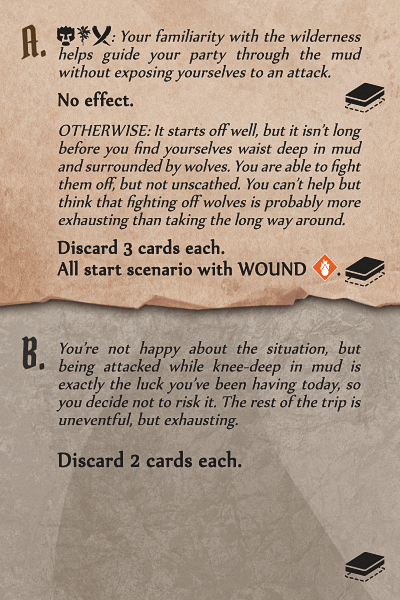 A. : Your familiarity with the wilderness
helps guide your party through the mud
without exposing yourselves to an attack.
No effect.
OTHERWISE: It starts off well, but it isn't long
before you find yourselves waist deep in mud
and surrounded by wolves. You are able to fight
them off, but not unscathed. You can't help but
think that fighting off wolves is probably more
exhausting than taking the long way around.
Discard 3 cards each.
All start scenario with WOUND .
B. You're not happy about the situation, but
being attacked while knee-deep in mud is
exactly the luck you've been having today, so
you decide not to risk it. The rest of the trip is
uneventful, but exhausting.
Discard 2 cards each.